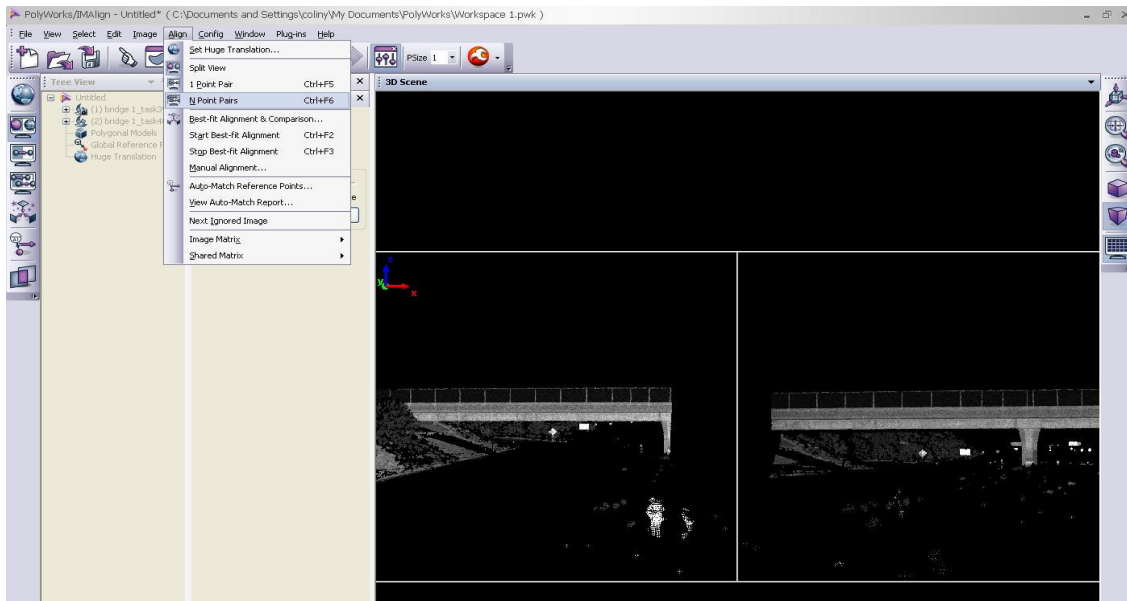 PolyWorks/IMAlign - Untitled* ( C:\Documents and Settings\coliny\My Documents\PolyWorks\Workspace 1.pwk )
File View Select Edit Image Align Config Window Plug-ins Help
PSize 1
Set Huge Translation...
Split View
1 Point Pair Ctrl+F5
N Point Pairs Ctrl+F6
Best-fit Alignment & Comparison...
Start Best-fit Alignment Ctrl+F2
Stop Best-fit Alignment Ctrl+F3
Manual Alignment...
Auto-Match Reference Points...
View Auto-Match Report...
Next Ignored Image
Image Matrix
Shared Matrix
Tree View
Untitled
(1) bridge 1_task3
(2) bridge 1_task4
Polygonal Models
Global Reference P
Huge Translation
3D Scene
z
y
x